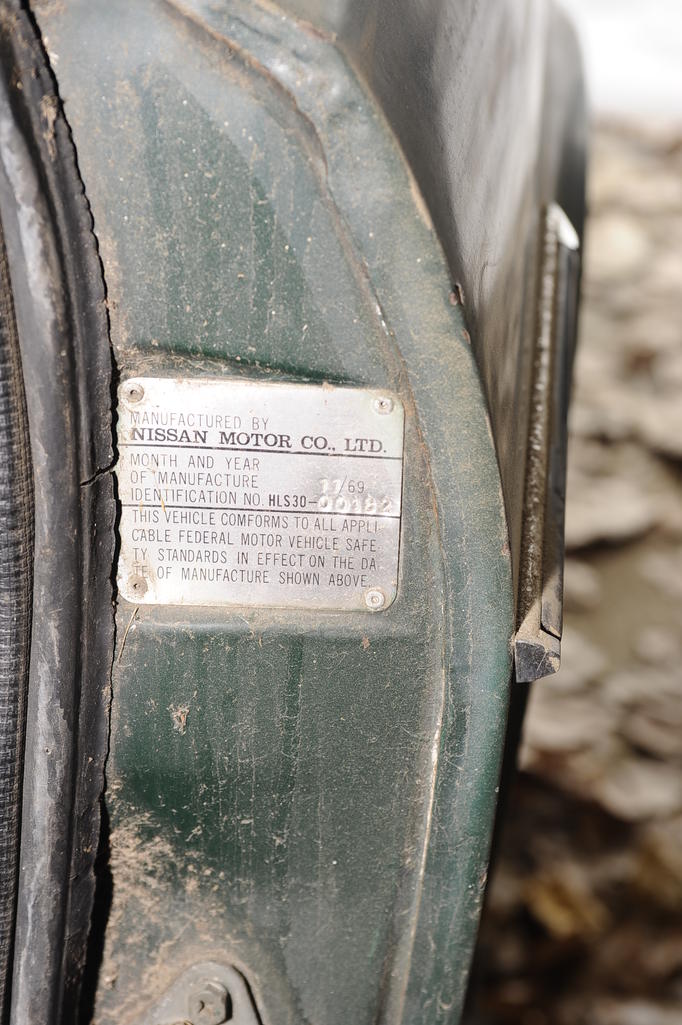 MANUFACTURED BY
NISSAN MOTOR CO., LTD.
MONTH AND YEAR
OF MANUFACTURE 11/69
IDENTIFICATION NO. HLS30-00182
THIS VEHICLE COMFORMS TO ALL APPLI-
CABLE FEDERAL MOTOR VEHICLE SAFE-
TY STANDARDS IN EFFECT ON THE DA-
TE OF MANUFACTURE SHOWN ABOVE.